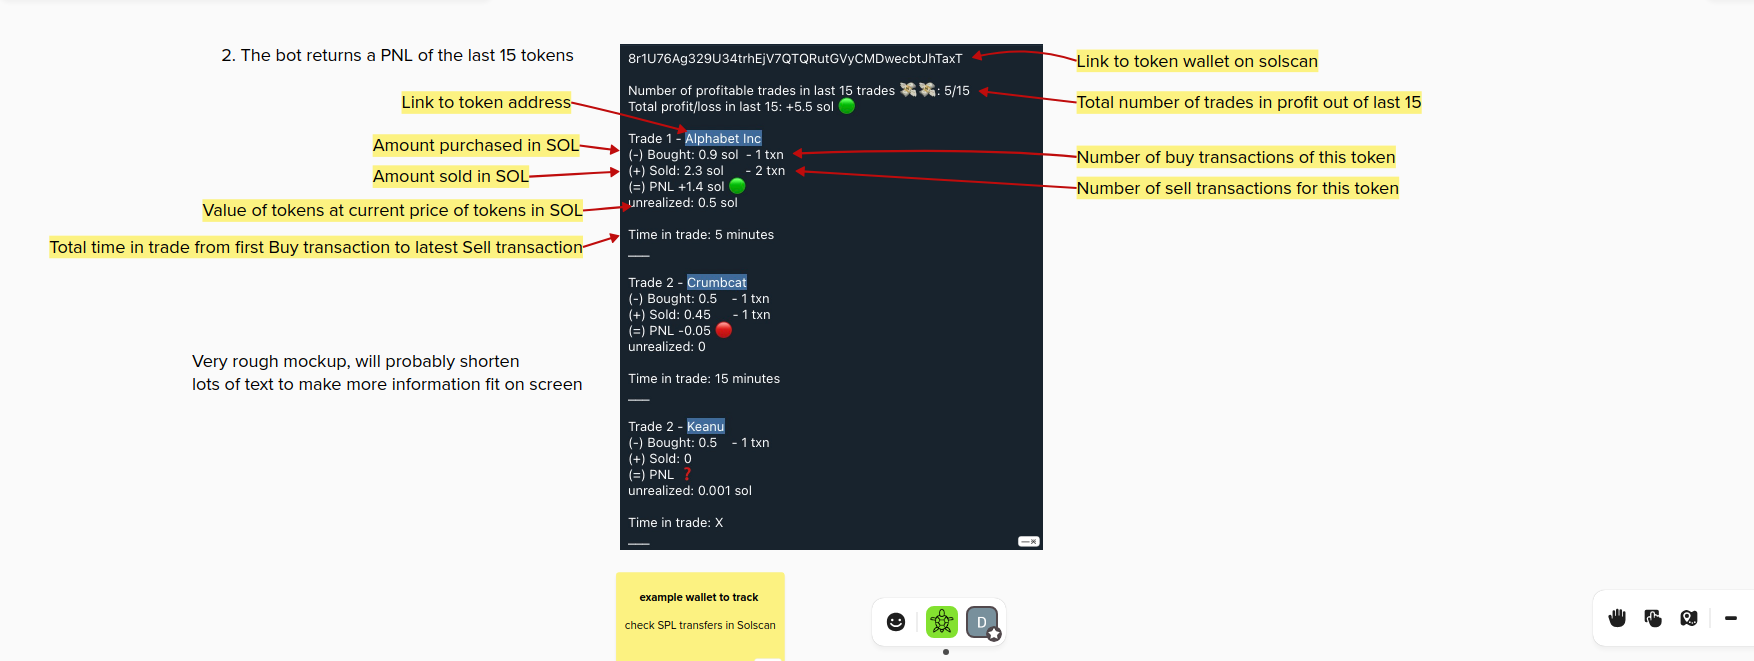 2. The bot returns a PNL of the last 15 tokens
Link to token address
Amount purchased in SOL
Amount sold in SOL
Value of tokens at current price of tokens in SOL
Total time in trade from first Buy transaction to latest Sell transaction
Very rough mockup, will probably shorten
lots of text to make more information fit on screen
8r1U76Ag329U34trhEjV7QTQRutGVyCMDwecbtJhTaxT
Number of profitable trades in last 15 trades 💸💸: 5/15
Total profit/loss in last 15: +5.5 sol 🟢
Trade 1 - Alphabet Inc
(-) Bought: 0.9 sol - 1 txn
(+) Sold: 2.3 sol - 2 txn
(=) PNL +1.4 sol 🟢
unrealized: 0.5 sol
Time in trade: 5 minutes
Trade 2 - Crumbcat
(-) Bought: 0.5 - 1 txn
(+) Sold: 0.45 - 1 txn
(=) PNL -0.05 🔴
unrealized: 0
Time in trade: 15 minutes
Trade 2 - Keanu
(-) Bought: 0.5 - 1 txn
(+) Sold: 0
(=) PNL ❓
unrealized: 0.001 sol
Time in trade: X
Link to token wallet on solscan
Total number of trades in profit out of last 15
Number of buy transactions of this token
Number of sell transactions for this token
example wallet to track
check SPL transfers in Solscan
D